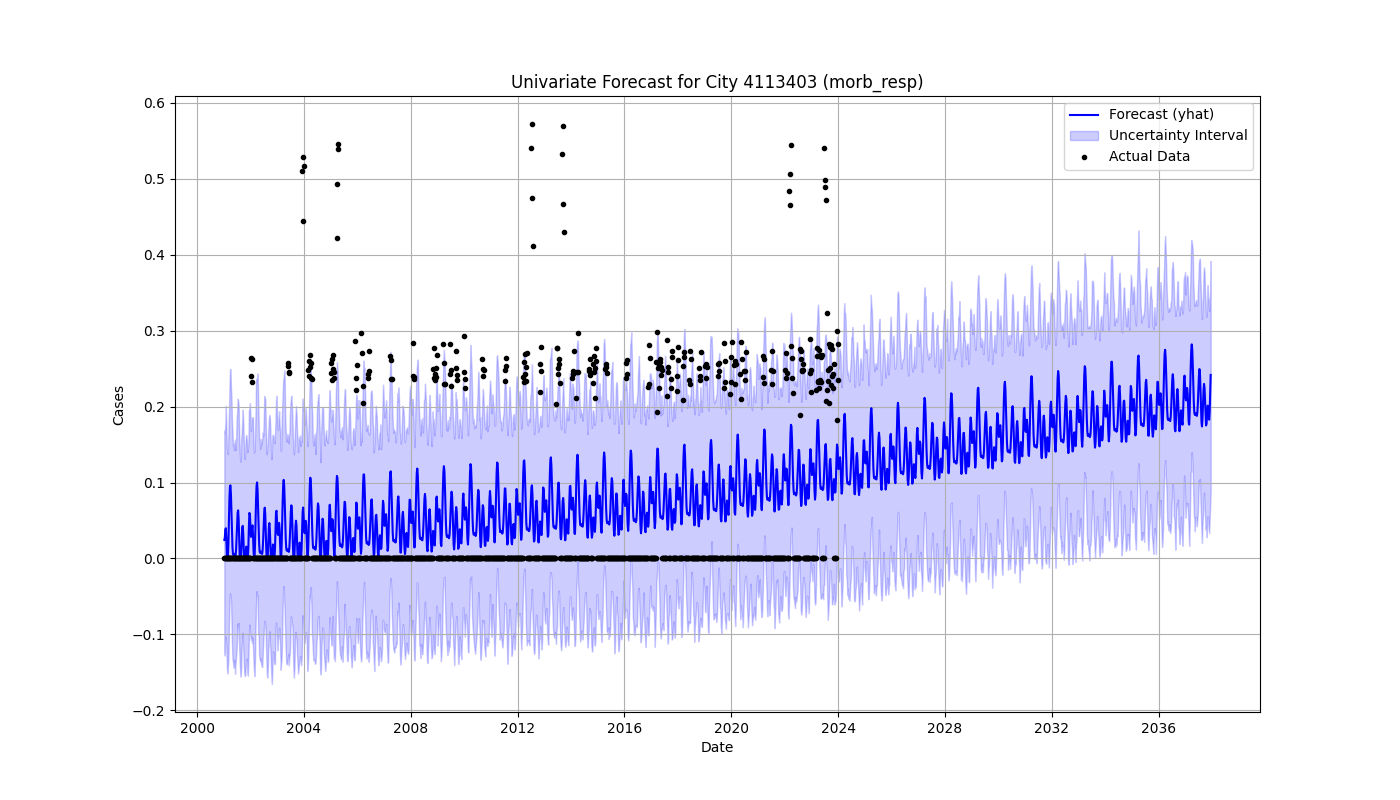 Univariate Forecast for City 4113403 (morb_resp)
Forecast (yhat)
Uncertainty Interval
Actual Data
Cases
0.6
0.5
0.4
0.3
0.2
0.1
0.0
−0.1
−0.2
2000 2004 2008 2012 2016 2020 2024 2028 2032 2036
Date